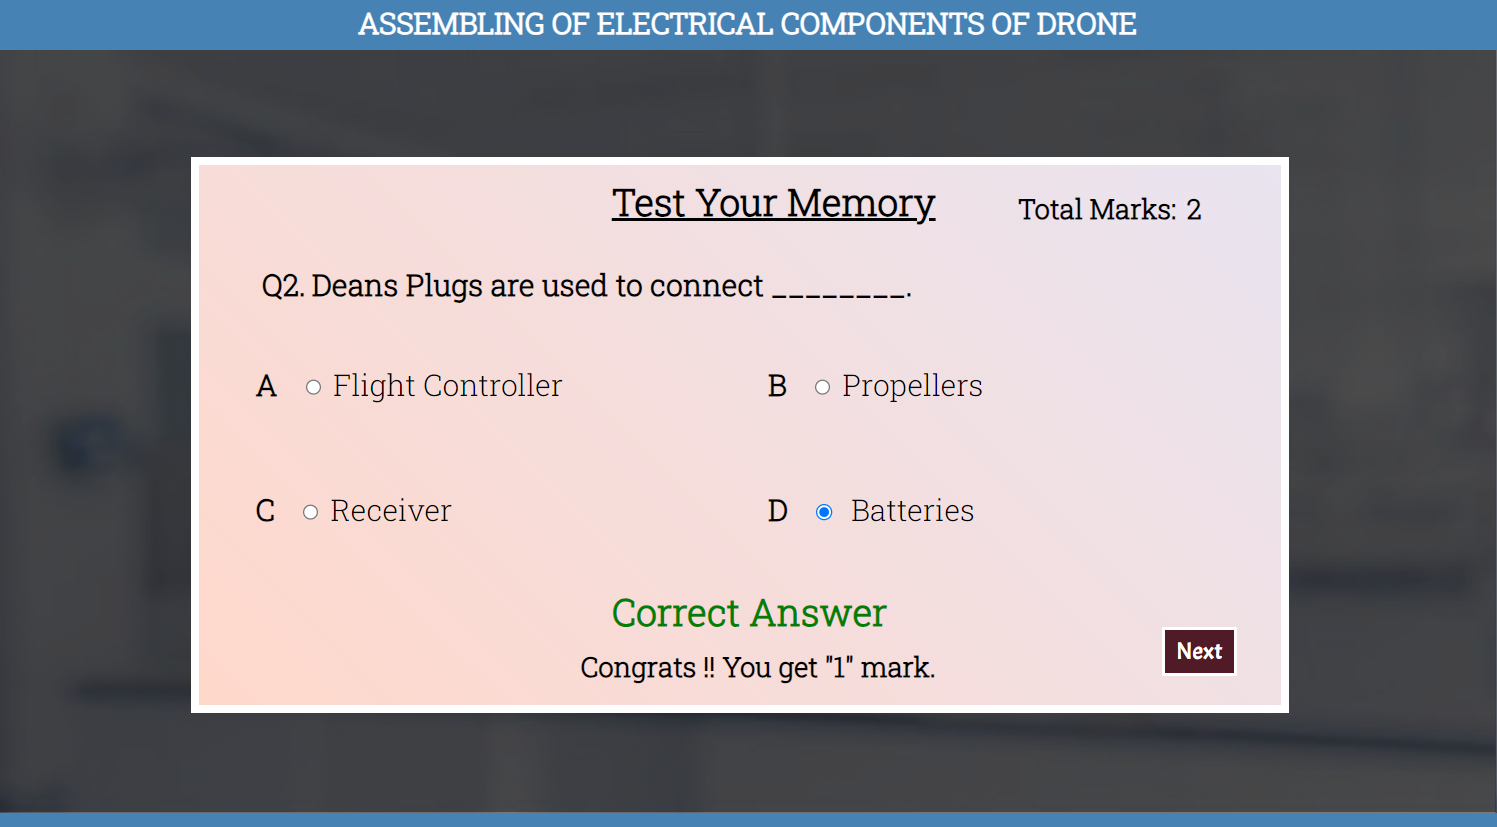 ASSEMBLING OF ELECTRICAL COMPONENTS OF DRONE
Test Your Memory
Total Marks: 2
Q2. Deans Plugs are used to connect ________.
A Flight Controller
B Propellers
C Receiver
D Batteries
Correct Answer
Congrats !! You get "1" mark.
Next